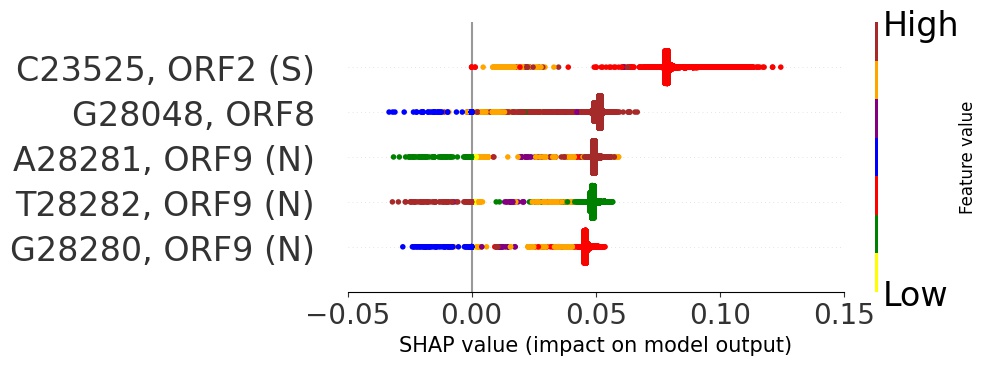 High
C23525, ORF2 (S)
G28048, ORF8
A28281, ORF9 (N)
T28282, ORF9 (N)
G28280, ORF9 (N)
Feature value
Low
−0.05 0.00 0.05 0.10 0.15
SHAP value (impact on model output)